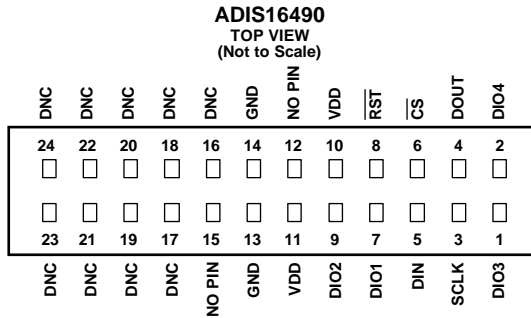 ADIS16490
TOP VIEW
(Not to Scale)
DNC DNC DNC DNC DNC GND NO PIN VDD RST CS DOUT DIO4
24 22 20 18 16 14 12 10 8 6 4 2
23 21 19 17 15 13 11 9 7 5 3 1
DNC DNC DNC DNC NO PIN GND VDD DIO2 DIO1 DIN SCLK DIO3